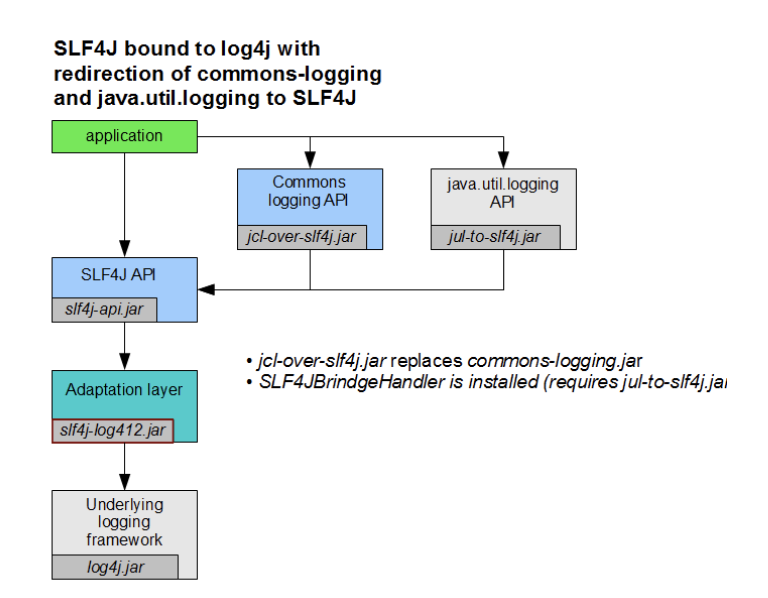 SLF4J bound to log4j with
redirection of commons-logging
and java.util.logging to SLF4J
application
Commons
logging API
jcl-over-slf4j.jar
java.util.logging
API
jul-to-slf4j.jar
SLF4J API
slf4j-api.jar
• jcl-over-slf4j.jar replaces commons-logging.jar
• SLF4JBrindgeHandler is installed (requires jul-to-slf4j.jar
Adaptation layer
slf4j-log412.jar
Underlying
logging
framework
log4j.jar